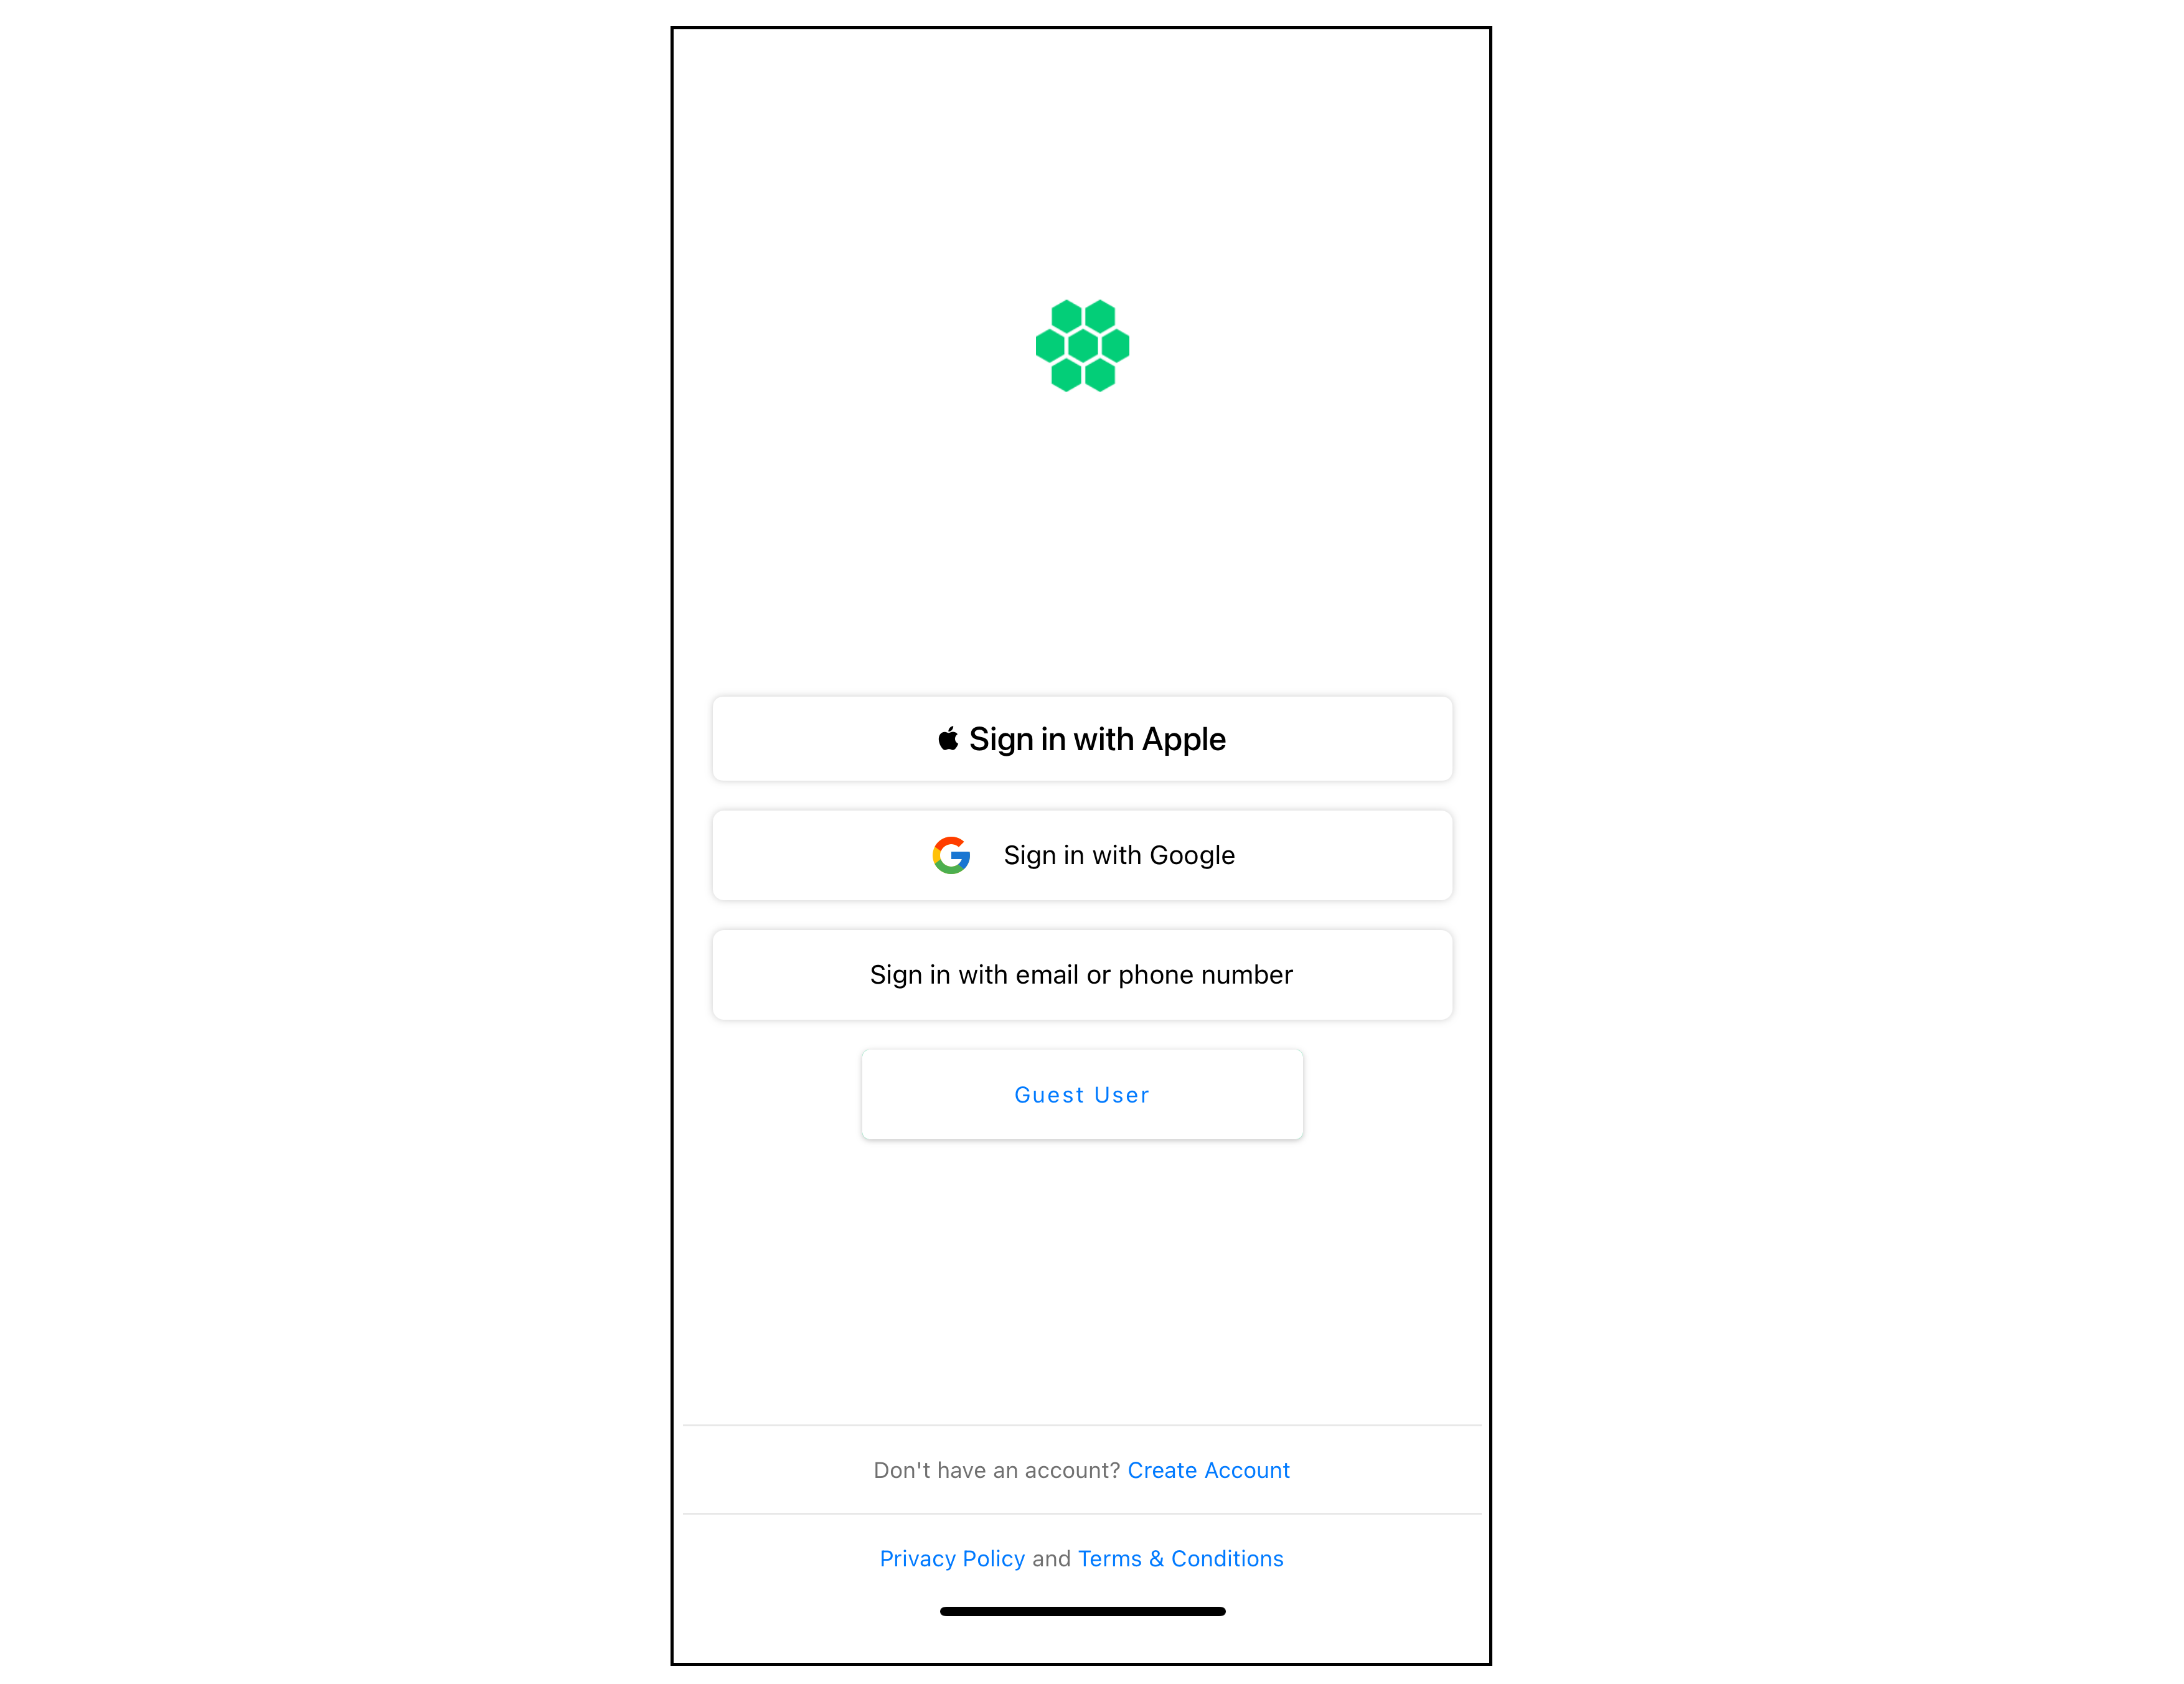 Sign in with Apple
Sign in with Google
Sign in with email or phone number
Guest User
Don't have an account? Create Account
Privacy Policy and Terms & Conditions